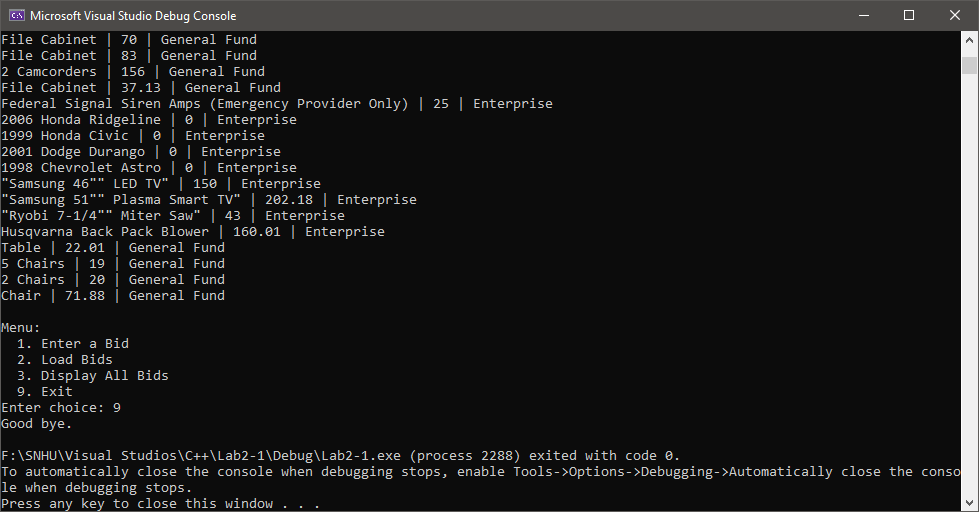 Microsoft Visual Studio Debug Console
File Cabinet | 70 | General Fund
File Cabinet | 83 | General Fund
2 Camcorders | 156 | General Fund
File Cabinet | 37.13 | General Fund
Federal Signal Siren Amps (Emergency Provider Only) | 25 | Enterprise
2006 Honda Ridgeline | 0 | Enterprise
1999 Honda Civic | 0 | Enterprise
2001 Dodge Durango | 0 | Enterprise
1998 Chevrolet Astro | 0 | Enterprise
"Samsung 46"" LED TV" | 150 | Enterprise
"Samsung 51"" Plasma Smart TV" | 202.18 | Enterprise
"Ryobi 7-1/4"" Miter Saw" | 43 | Enterprise
Husqvarna Back Pack Blower | 160.01 | Enterprise
Table | 22.01 | General Fund
5 Chairs | 19 | General Fund
2 Chairs | 20 | General Fund
Chair | 71.88 | General Fund
Menu:
1. Enter a Bid
2. Load Bids
3. Display All Bids
9. Exit
Enter choice: 9
Good bye.
F:\SNHU\Visual Studios\C++\Lab2-1\Debug\Lab2-1.exe (process 2288) exited with code 0.
To automatically close the console when debugging stops, enable Tools->Options->Debugging->Automatically close the conso
le when debugging stops.
Press any key to close this window . . .